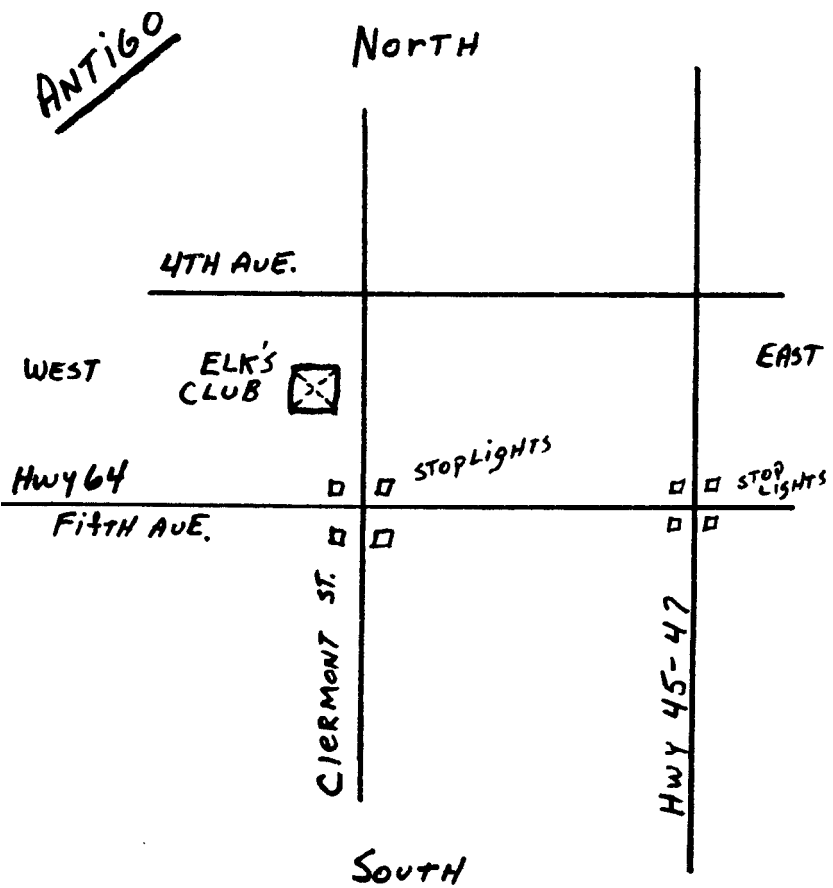 ANTIGO
NORTH
4TH AVE.
WEST
ELK'S
CLUB
EAST
STOPLIGHTS
HWY 64
STOP
LIGHTS
FIFTH AVE.
CLERMONT ST.
HWY 45-47
SOUTH